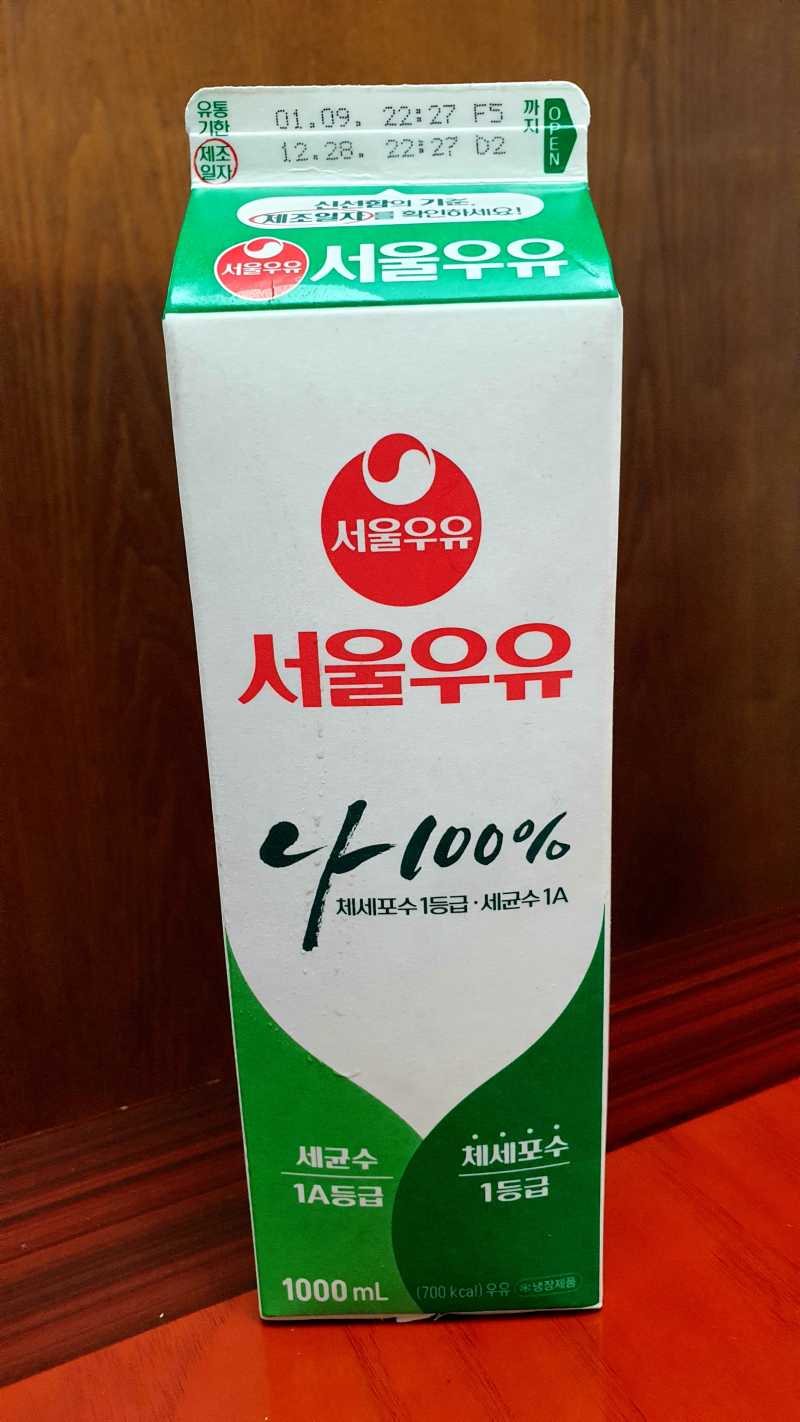 유통기한 01.09. 22:27 F5 까지
제조일자 12.28. 22:27 D2
OPEN
신선함의 기준,
제조일자를 확인하세요!
서울우유 서울우유
서울우유
서울우유
나100%
체세포수1등급·세균수1A
세균수
1A등급
체세포수
1등급
1000 mL
(700 kcal) 우유 냉장제품